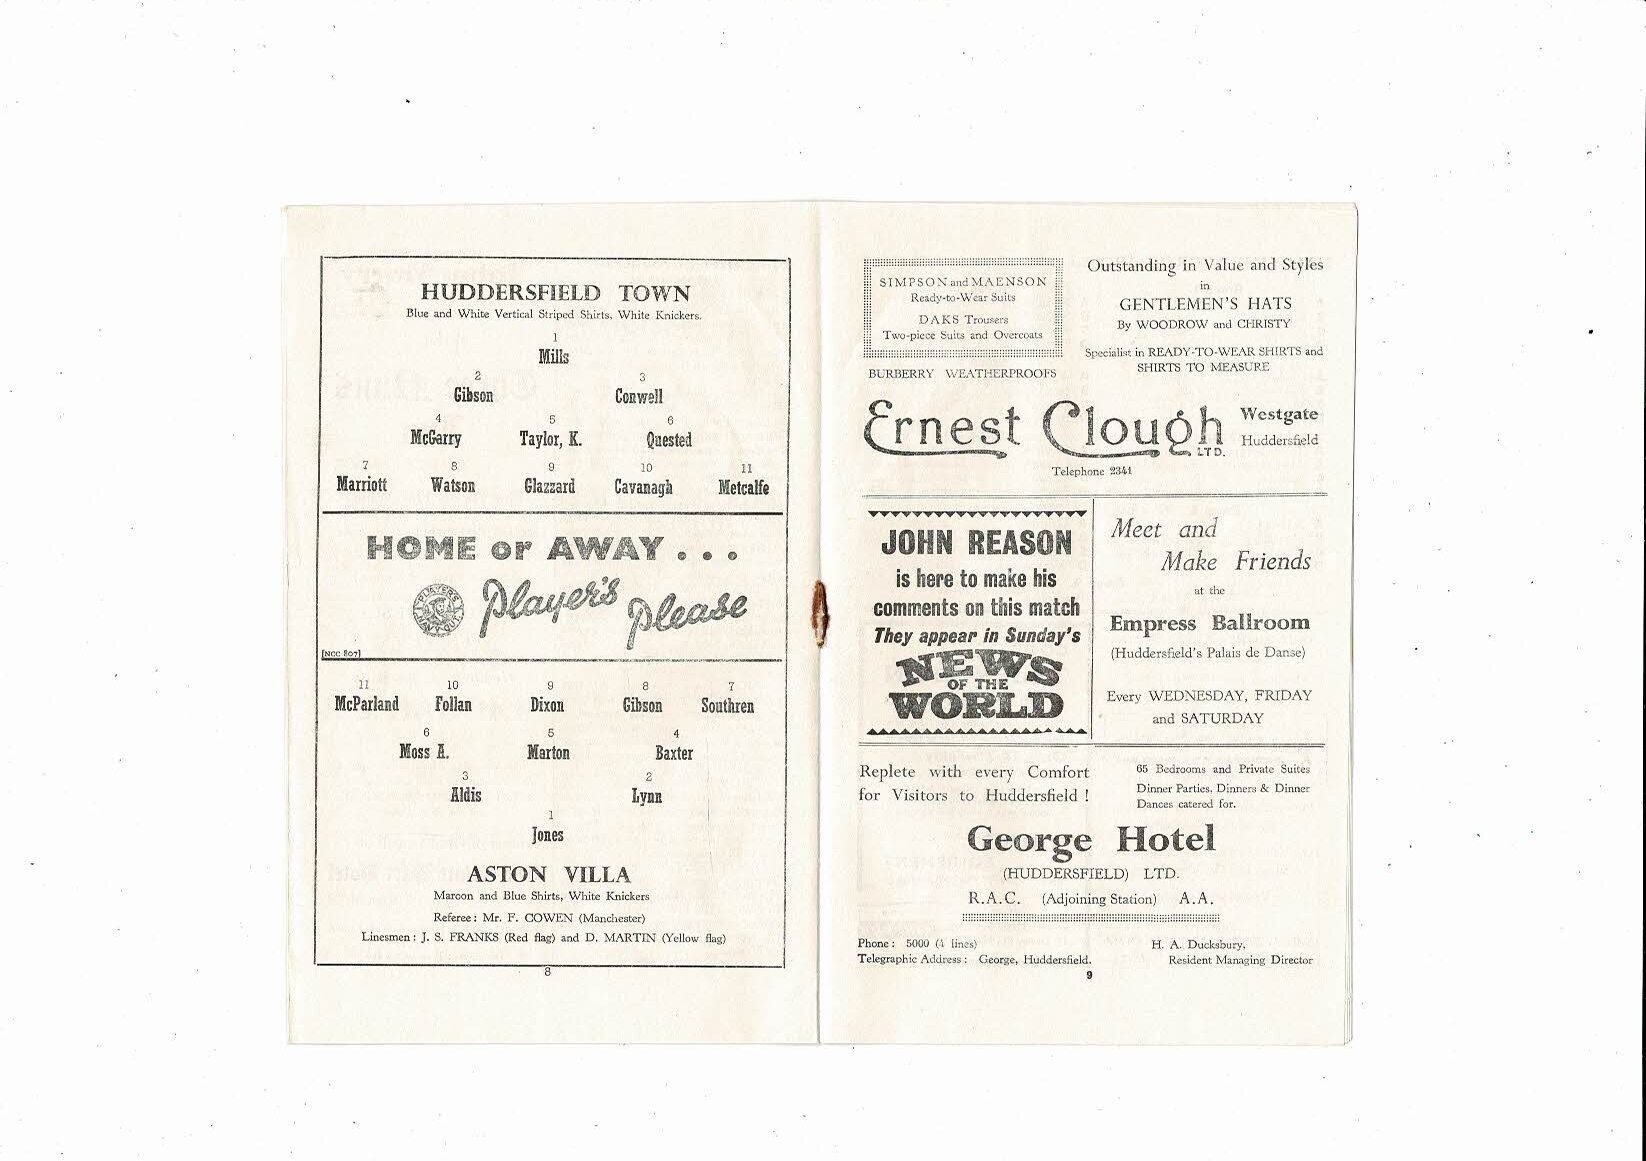 HUDDERSFIELD TOWN
Blue and White Vertical Striped Shirts, White Knickers.
1
Mills
2 3
Gibson Conwell
4 5 6
McGarry Taylor, K. Quested
7 8 9 10 11
Marriott Watson Glazzard Cavanagh Metcalfe
HOME or AWAY . . .
PLAYER'S
NAVY CUT
Player's
Please
[NCC 807]
11 10 9 8 7
McParland Follan Dixon Gibson Southren
6 5 4
Moss A. Marton Baxter
3 2
Aldis Lynn
1
Jones
ASTON VILLA
Maroon and Blue Shirts, White Knickers
Referee : Mr. F. COWEN (Manchester)
Linesmen : J. S. FRANKS (Red flag) and D. MARTIN (Yellow flag)
8
SIMPSON and MAENSON
Ready-to-Wear Suits
DAKS Trousers
Two-piece Suits and Overcoats
BURBERRY WEATHERPROOFS
Outstanding in Value and Styles
in
GENTLEMEN'S HATS
By WOODROW and CHRISTY
Specialist in READY-TO-WEAR SHIRTS and
SHIRTS TO MEASURE
Ernest Clough LTD.
Westgate
Huddersfield
Telephone 2341
JOHN REASON
is here to make his
comments on this match
They appear in Sunday's
NEWS
OF THE
WORLD
Meet and
Make Friends
at the
Empress Ballroom
(Huddersfield's Palais de Danse)
Every WEDNESDAY, FRIDAY
and SATURDAY
Replete with every Comfort
for Visitors to Huddersfield !
65 Bedrooms and Private Suites
Dinner Parties, Dinners & Dinner
Dances catered for.
George Hotel
(HUDDERSFIELD) LTD.
R.A.C. (Adjoining Station) A.A.
Phone : 5000 (4 lines)
Telegraphic Address : George, Huddersfield.
H. A. Ducksbury,
Resident Managing Director
9